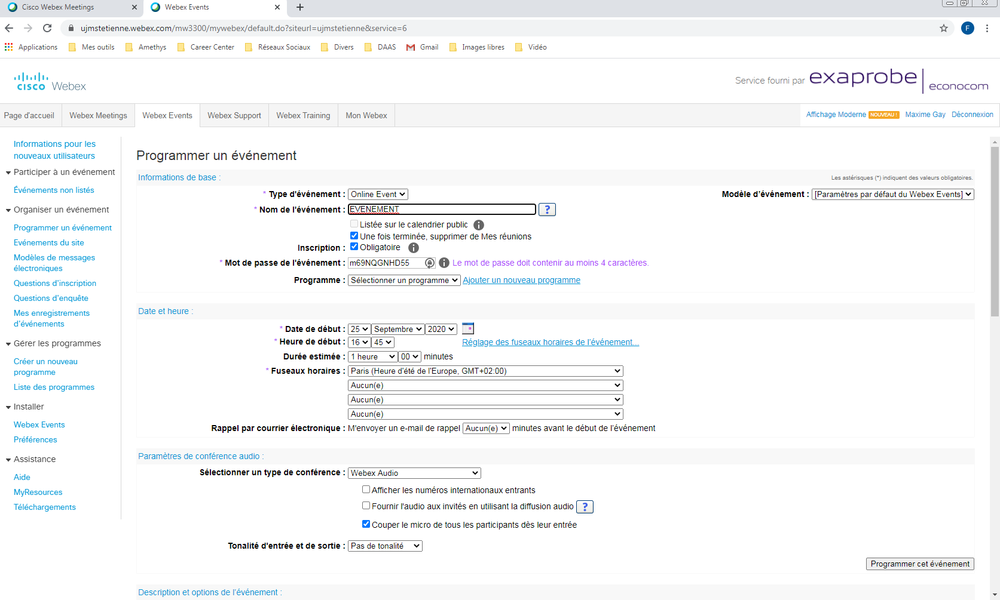 Cisco Webex Meetings
Webex Events
ujmstetienne.webex.com/mw3300/mywebex/default.do?siteurl=ujmstetienne&service=6
F
Applications
Mes outils
Amethys
Career Center
Réseaux Sociaux
Divers
DAAS
Gmail
Images libres
Vidéo
cisco Webex
Service fourni par exaprobe | econocom
Page d'accueil
Webex Meetings
Webex Events
Webex Support
Webex Training
Mon Webex
Affichage Moderne NOUVEAU !
Maxime Gay
Déconnexion
Informations pour les
nouveaux utilisateurs
Participer à un événement
Événements non listés
Organiser un événement
Programmer un événement
Evénements du site
Modèles de messages
électroniques
Questions d'inscription
Questions d'enquête
Mes enregistrements
d'événements
Gérer les programmes
Créer un nouveau
programme
Liste des programmes
Installer
Webex Events
Préférences
Assistance
Aide
MyResources
Téléchargements
Programmer un événement
Informations de base :
Les astérisques (*) indiquent des valeurs obligatoires.
* Type d'événement : Online Event
Modèle d'événement : [Paramètres par défaut du Webex Events]
* Nom de l'événement : EVENEMENT ?
Listée sur le calendrier public i
Une fois terminée, supprimer de Mes réunions
Inscription : Obligatoire i
* Mot de passe de l'événement : m69NQGNHD55 i Le mot de passe doit contenir au moins 4 caractères.
Programme : Sélectionner un programme Ajouter un nouveau programme
Date et heure :
* Date de début : 25 Septembre 2020
* Heure de début : 16 45 Réglage des fuseaux horaires de l'événement...
Durée estimée : 1 heure 00 minutes
* Fuseaux horaires : Paris (Heure d'été de l'Europe, GMT+02:00)
Aucun(e)
Aucun(e)
Aucun(e)
Rappel par courrier électronique : M'envoyer un e-mail de rappel Aucun(e) minutes avant le début de l'événement
Paramètres de conférence audio :
Sélectionner un type de conférence : Webex Audio
Afficher les numéros internationaux entrants
Fournir l'audio aux invités en utilisant la diffusion audio ?
Couper le micro de tous les participants dès leur entrée
Tonalité d'entrée et de sortie : Pas de tonalité
Programmer cet événement
Description et options de l'événement :